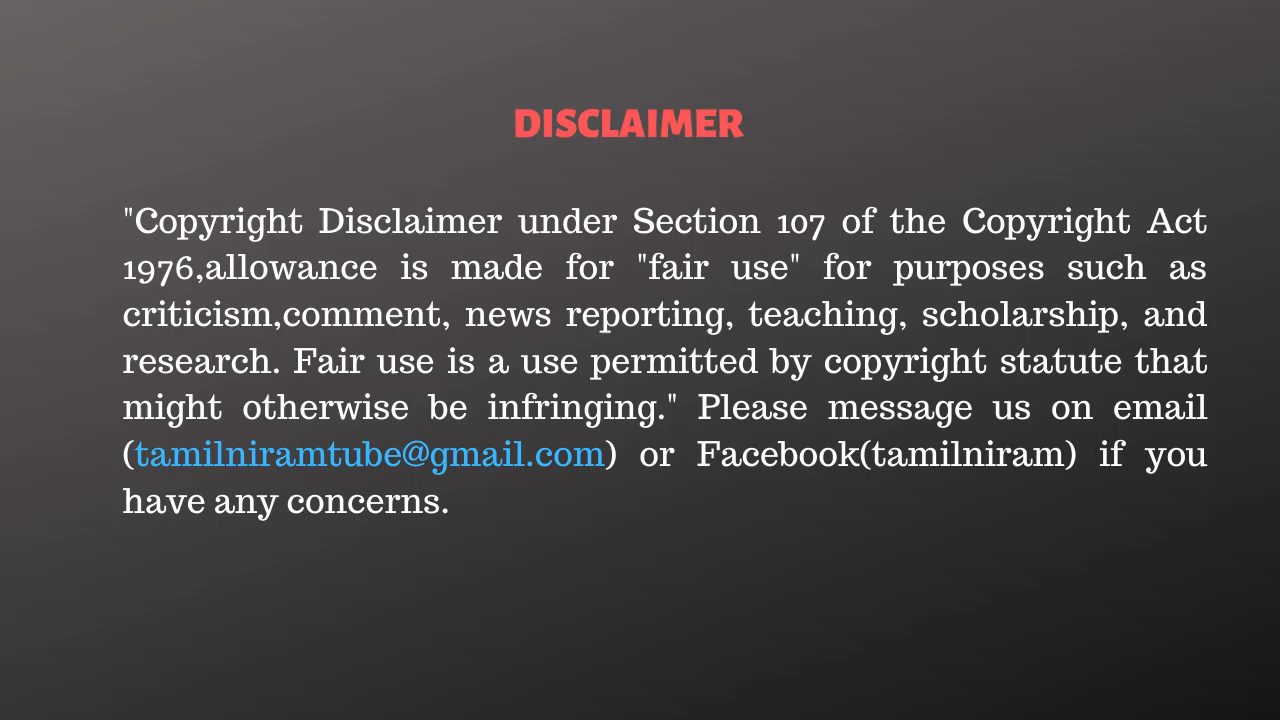 DISCLAIMER
"Copyright Disclaimer under Section 107 of the Copyright Act
1976,allowance is made for "fair use" for purposes such as
criticism,comment, news reporting, teaching, scholarship, and
research. Fair use is a use permitted by copyright statute that
might otherwise be infringing." Please message us on email
(tamilniramtube@gmail.com) or Facebook(tamilniram) if you
have any concerns.